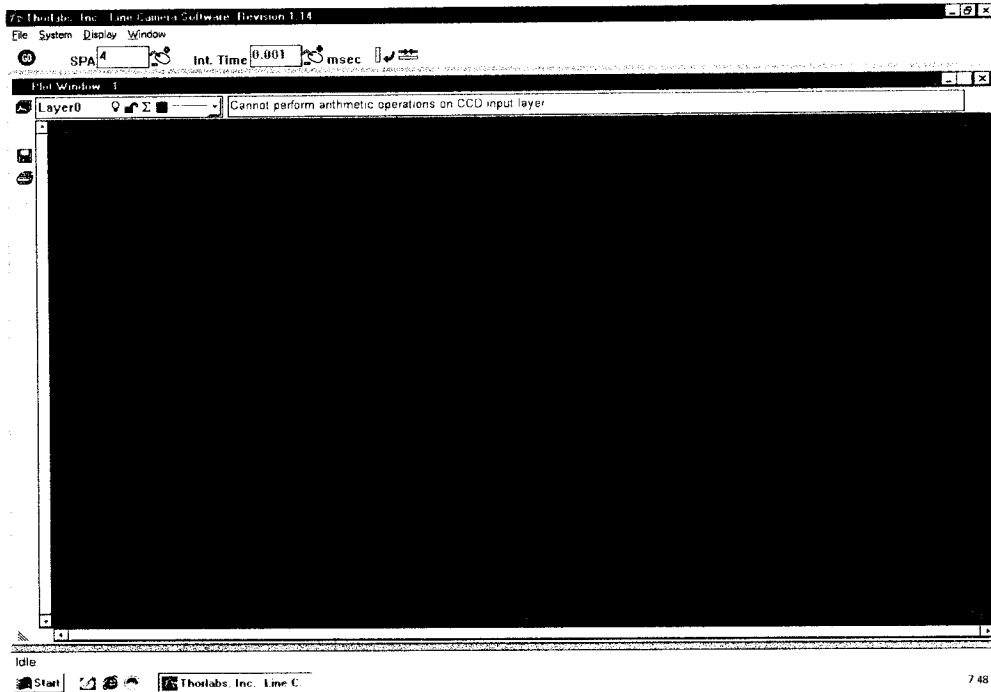 Thorlabs, Inc. Line Camera Software Revision 1.14
File System Display Window
GO SPA 4 Int. Time 0.001 msec
Plot Window 1
Layer0 Σ Cannot perform arithmetic operations on CCD input layer
Idle
Start Thorlabs, Inc. Line C. 7 48